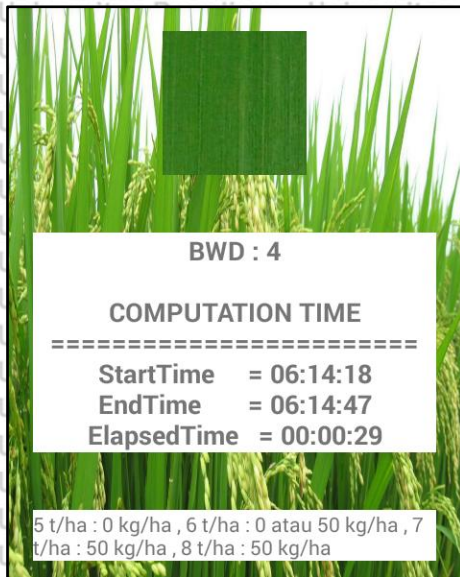 BWD : 4
COMPUTATION TIME
========================
StartTime = 06:14:18
EndTime = 06:14:47
ElapsedTime = 00:00:29
5 t/ha : 0 kg/ha , 6 t/ha : 0 atau 50 kg/ha , 7
t/ha : 50 kg/ha , 8 t/ha : 50 kg/ha